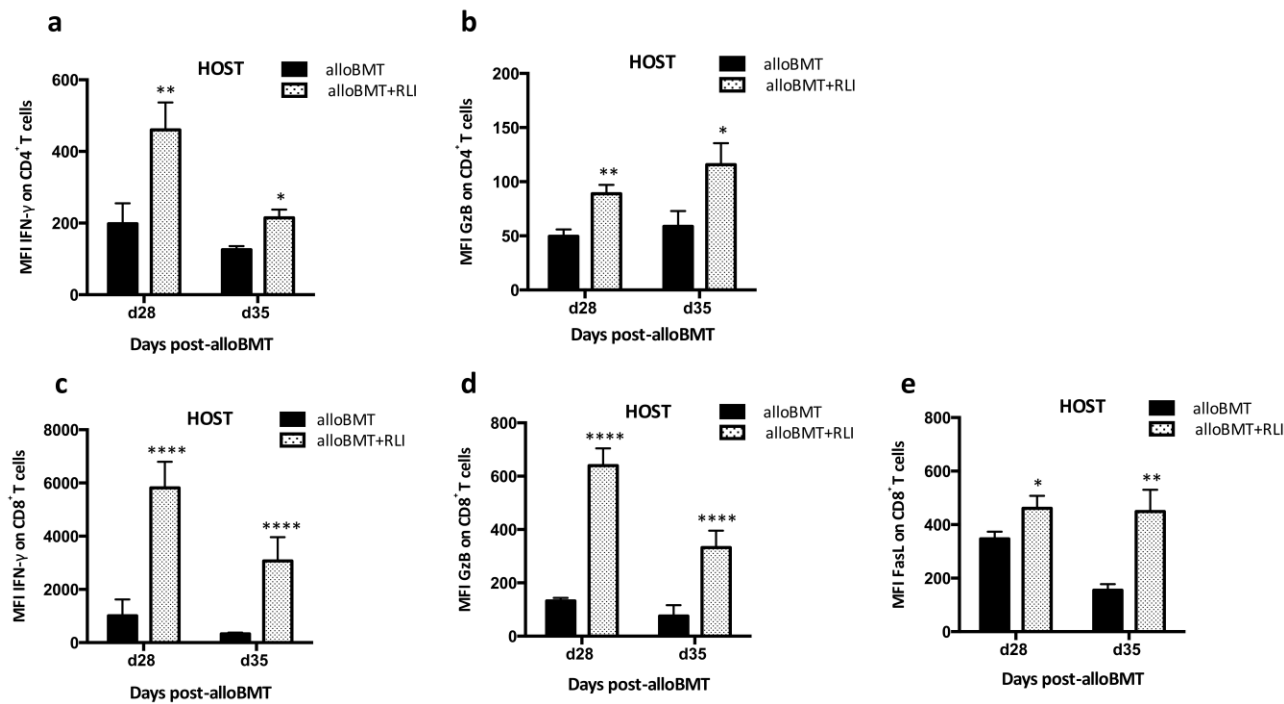 a
HOST
alloBMT
alloBMT+RLI
MFI IFN-γ on CD4⁺ T cells
600
400
200
0
**
*
d28 d35
Days post-alloBMT
b
HOST
alloBMT
alloBMT+RLI
MFI GzB on CD4⁺ T cells
200
150
100
50
0
**
*
d28 d35
Days post-alloBMT
c
HOST
alloBMT
alloBMT+RLI
MFI IFN-γ on CD8⁺ T cells
8000
6000
4000
2000
0
****
****
d28 d35
Days post-alloBMT
d
HOST
alloBMT
alloBMT+RLI
MFI GzB on CD8⁺ T cells
800
600
400
200
0
****
****
d28 d35
Days post-alloBMT
e
HOST
alloBMT
alloBMT+RLI
MFI FasL on CD8⁺ T cells
800
600
400
200
0
*
**
d28 d35
Days post-alloBMT